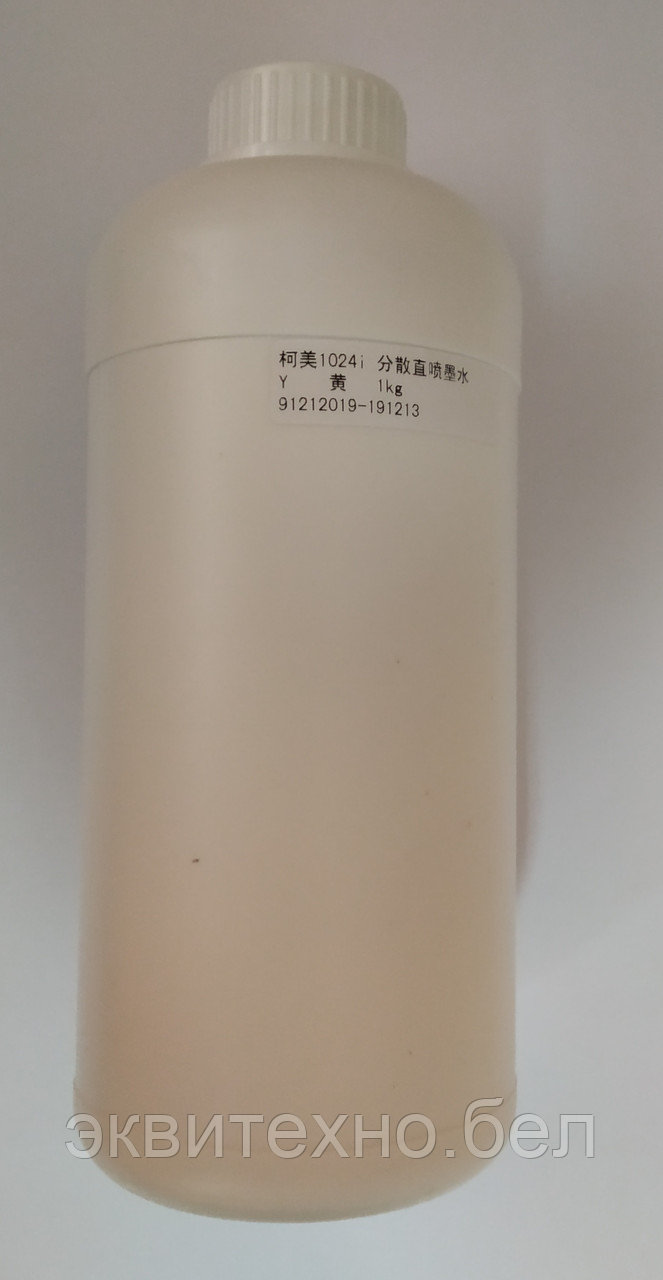 柯美1024i 分散直喷墨水
Y 黄 1kg
91212019-191213
эквитехно.бел